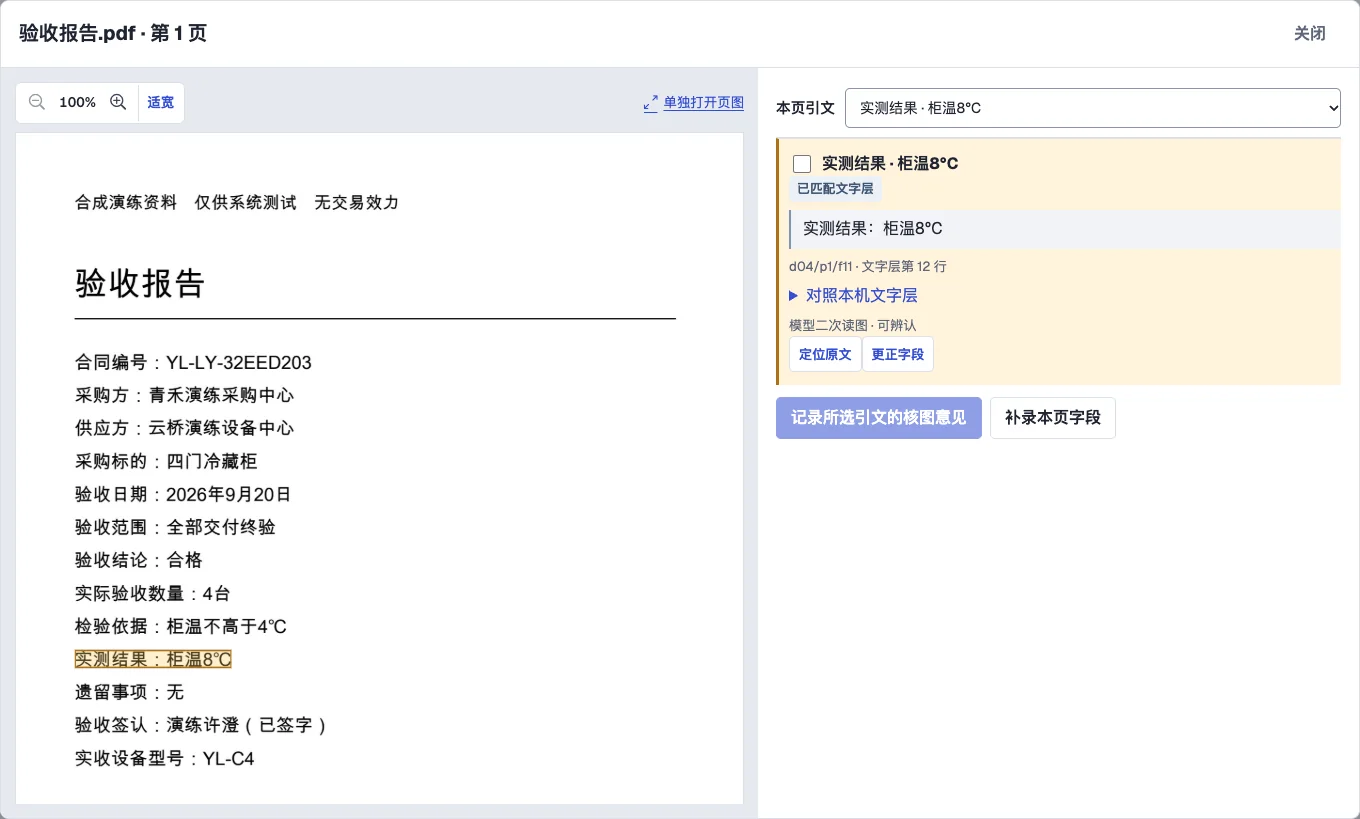 验收报告.pdf · 第 1 页
关闭
100%
适宽
单独打开页图
合成演练资料 仅供系统测试 无交易效力
验收报告
合同编号：YL-LY-32EED203
采购方：青禾演练采购中心
供应方：云桥演练设备中心
采购标的：四门冷藏柜
验收日期：2026年9月20日
验收范围：全部交付终验
验收结论：合格
实际验收数量：4台
检验依据：柜温不高于4℃
实测结果：柜温8℃
遗留事项：无
验收签认：演练许澄（已签字）
实收设备型号：YL-C4
本页引文
实测结果 · 柜温8℃
实测结果 · 柜温8℃
已匹配文字层
实测结果：柜温8℃
d04/p1/f11 · 文字层第 12 行
对照本机文字层
模型二次读图 · 可辨认
定位原文
更正字段
记录所选引文的核图意见
补录本页字段